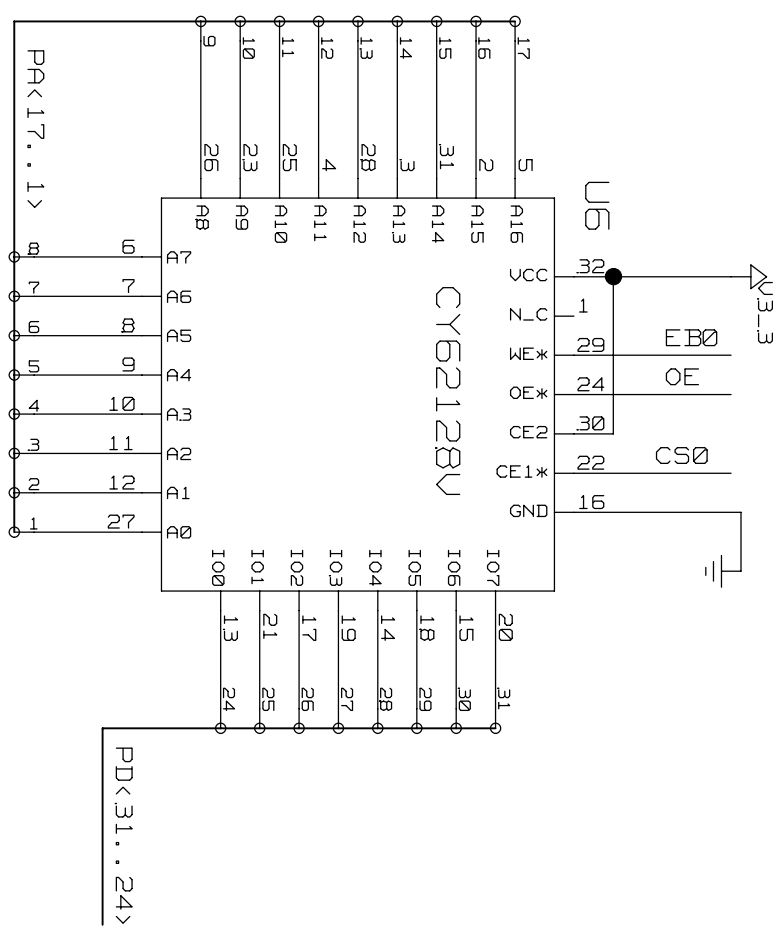 9 10 11 12 13 14 15 16 17
PA<17..1>
26 23 25 4 28 3 31 2 5
U6
A8 A9 A10 A11 A12 A13 A14 A15 A16
V3_3
8 6 A7
7 7 A6
6 8 A5
5 9 A4
4 10 A3
3 11 A2
2 12 A1
1 27 A0
CY62128V
VCC 32
N_C 1
WE* 29 EB0
OE* 24 OE
CE2 30
CE1* 22 CS0
GND 16
IO0 IO1 IO2 IO3 IO4 IO5 IO6 IO7
13 21 17 19 14 18 15 20
24 25 26 27 28 29 30 31
PD<31..24>